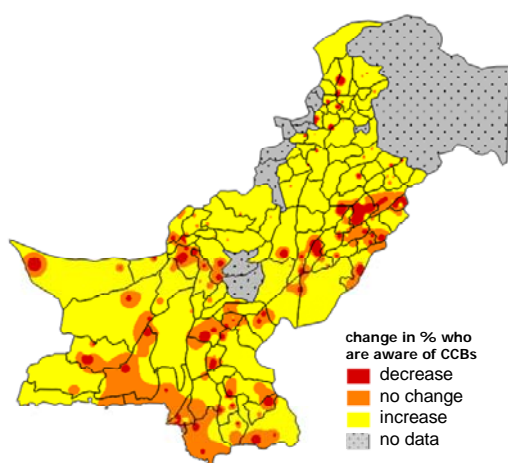 change in % who
are aware of CCBs
decrease
no change
increase
no data